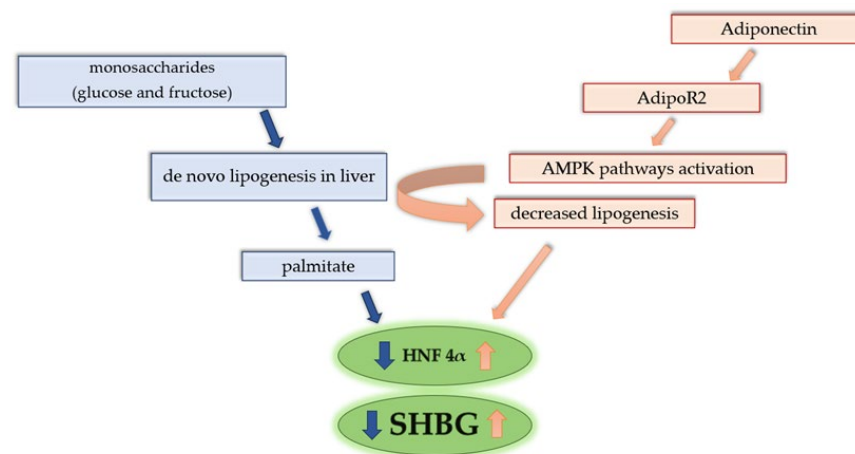 Adiponectin
monosaccharides
(glucose and fructose)
AdipoR2
de novo lipogenesis in liver
AMPK pathways activation
decreased lipogenesis
palmitate
HNF 4α
SHBG